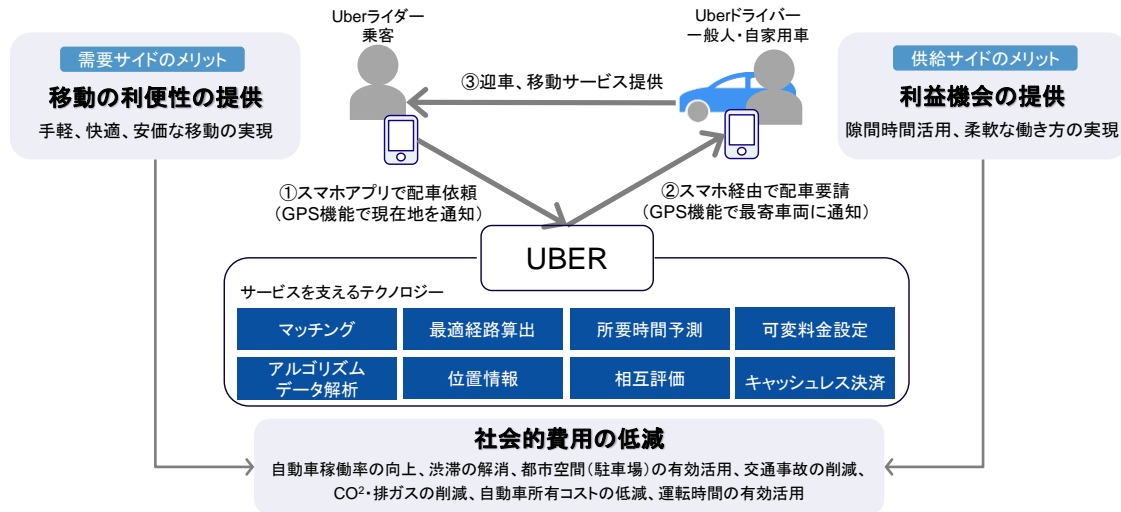 Uberライダー
乗客
Uberドライバー
一般人・自家用車
需要サイドのメリット
移動の利便性の提供
手軽、快適、安価な移動の実現
③迎車、移動サービス提供
供給サイドのメリット
利益機会の提供
隙間時間活用、柔軟な働き方の実現
①スマホアプリで配車依頼
（GPS機能で現在地を通知）
②スマホ経由で配車要請
（GPS機能で最寄車両に通知）
UBER
サービスを支えるテクノロジー
マッチング
最適経路算出
所要時間予測
可変料金設定
アルゴリズム
データ解析
位置情報
相互評価
キャッシュレス決済
社会的費用の低減
自動車稼働率の向上、渋滞の解消、都市空間（駐車場）の有効活用、交通事故の削減、
CO²・排ガスの削減、自動車所有コストの低減、運転時間の有効活用